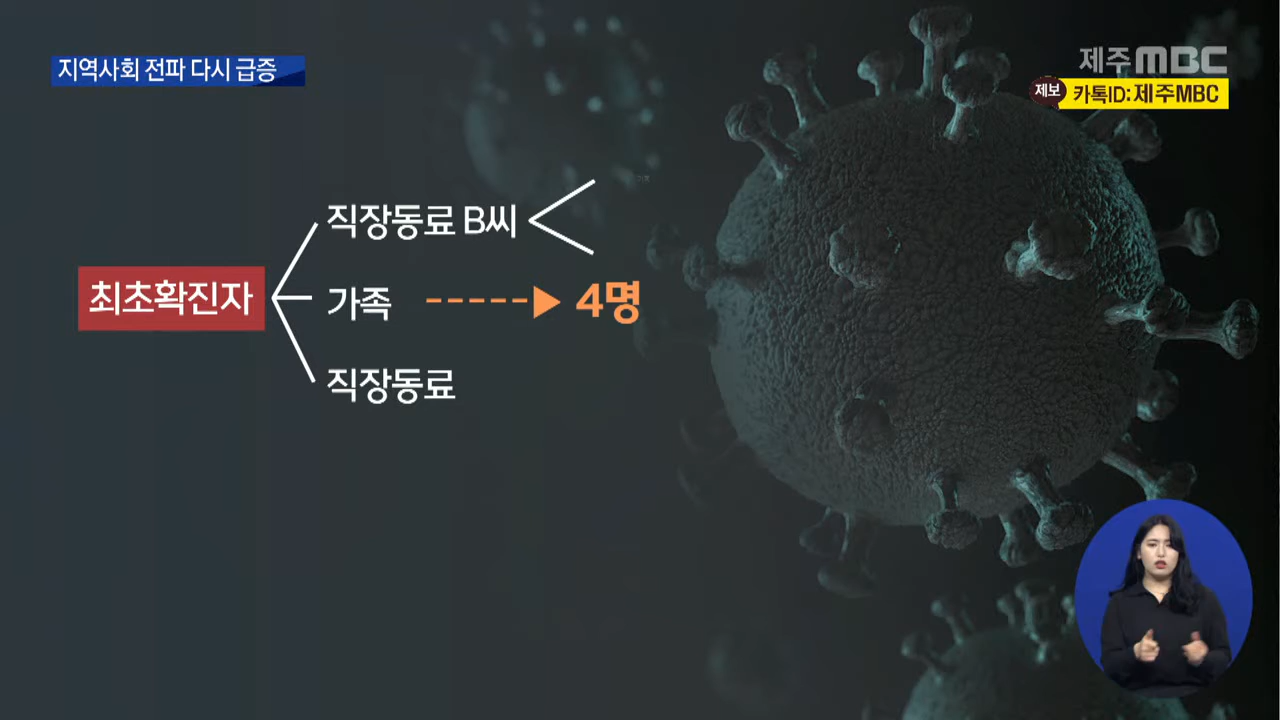 지역사회 전파 다시 급증
제주MBC
제보 카톡ID:제주MBC
직장동료 B씨
최초확진자
가족
4명
직장동료